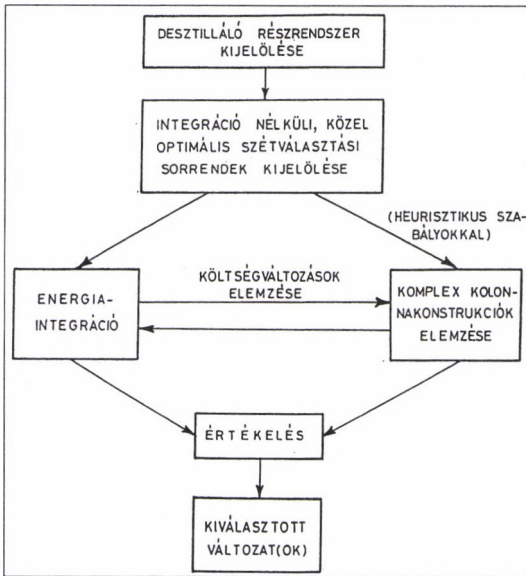 DESZTILLÁLÓ RÉSZRENDSZER
KIJELÖLÉSE
INTEGRÁCIÓ NÉLKÜLI, KÖZEL
OPTIMÁLIS SZÉTVÁLASZTÁSI
SORRENDEK KIJELÖLÉSE
(HEURISZTIKUS SZA-
BÁLYOKKAL)
KÖLTSÉGVÁLTOZÁSOK
ELEMZÉSE
ENERGIA-
INTEGRÁCIÓ
KOMPLEX KOLON-
NAKONSTRUKCIÓK
ELEMZÉSE
ÉRTÉKELÉS
KIVÁLASZTOTT
VÁLTOZAT(OK)